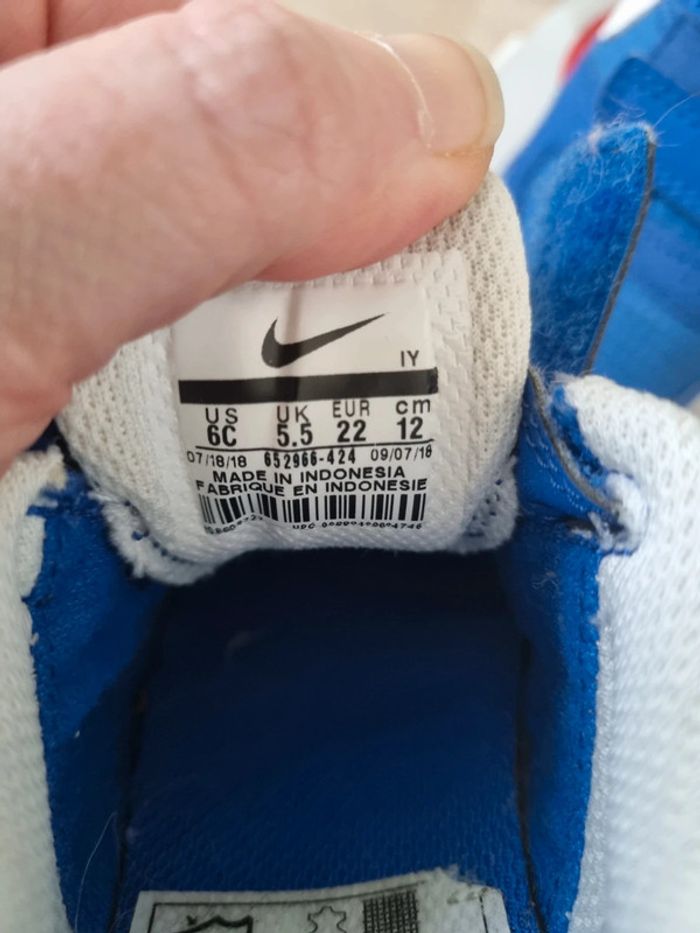 IY
US UK EUR cm
6C 5.5 22 12
07/18/18 652966-424 09/07/18
MADE IN INDONESIA
FABRIQUE EN INDONESIE
UPC